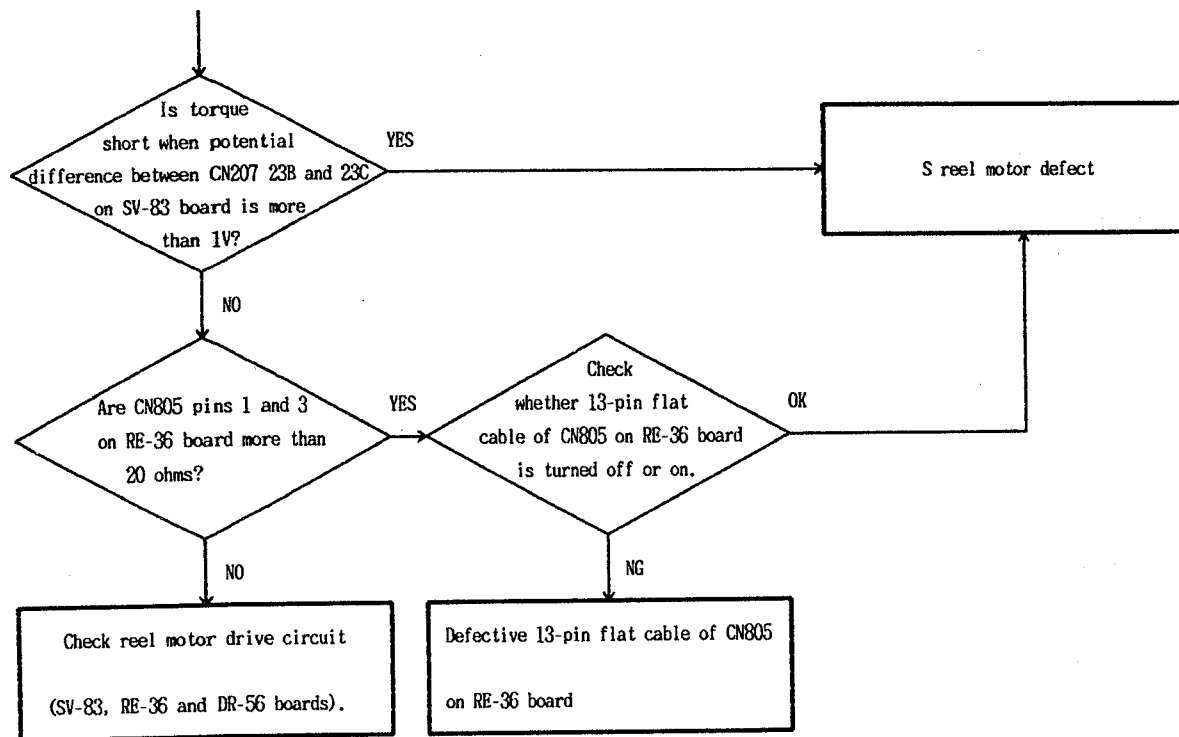 Is torque
short when potential
difference between CN207 23B and 23C
on SV-83 board is more
than 1V?
YES
S reel motor defect
NO
Are CN805 pins 1 and 3
on RE-36 board more than
20 ohms?
YES
Check
whether 13-pin flat
cable of CN805 on RE-36 board
is turned off or on.
OK
NO
NG
Check reel motor drive circuit
(SV-83, RE-36 and DR-56 boards).
Defective 13-pin flat cable of CN805
on RE-36 board